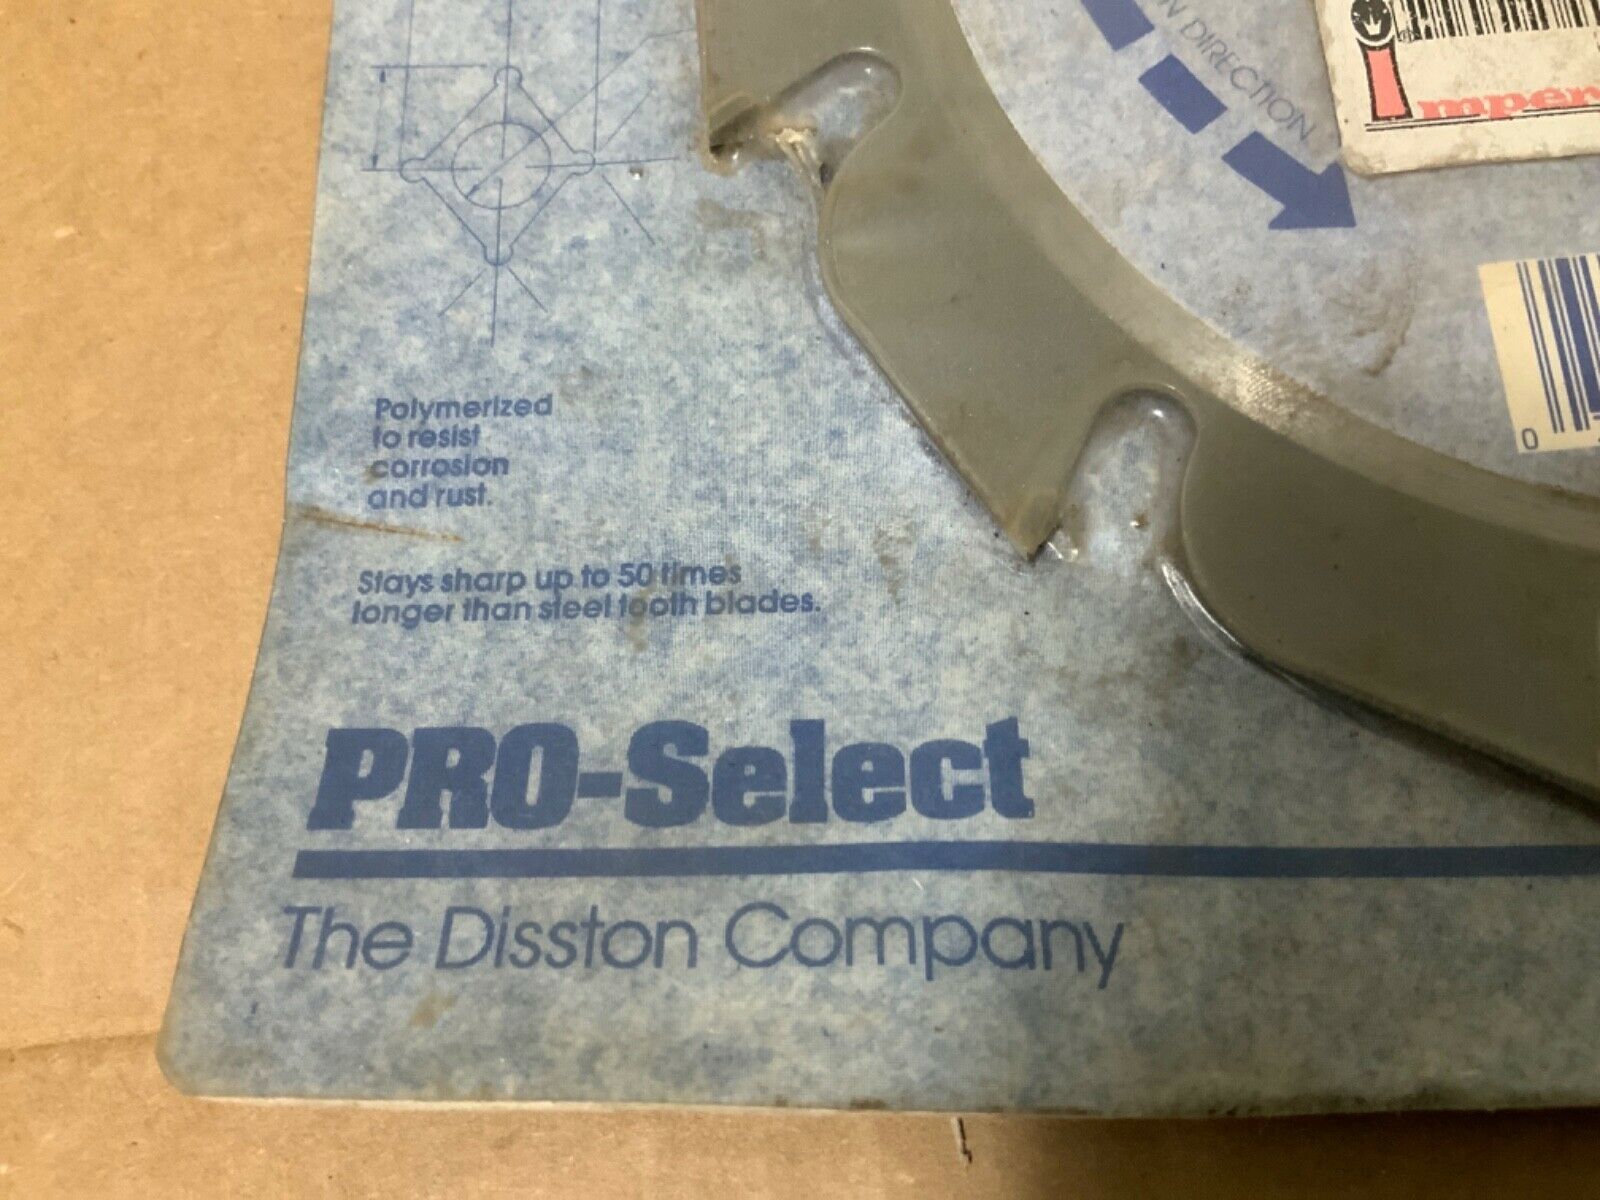 DIRECTION
Polymerized
to resist
corrosion
and rust.
Stays sharp up to 50 times
longer than steel tooth blades.
PRO-Select
The Disston Company
0